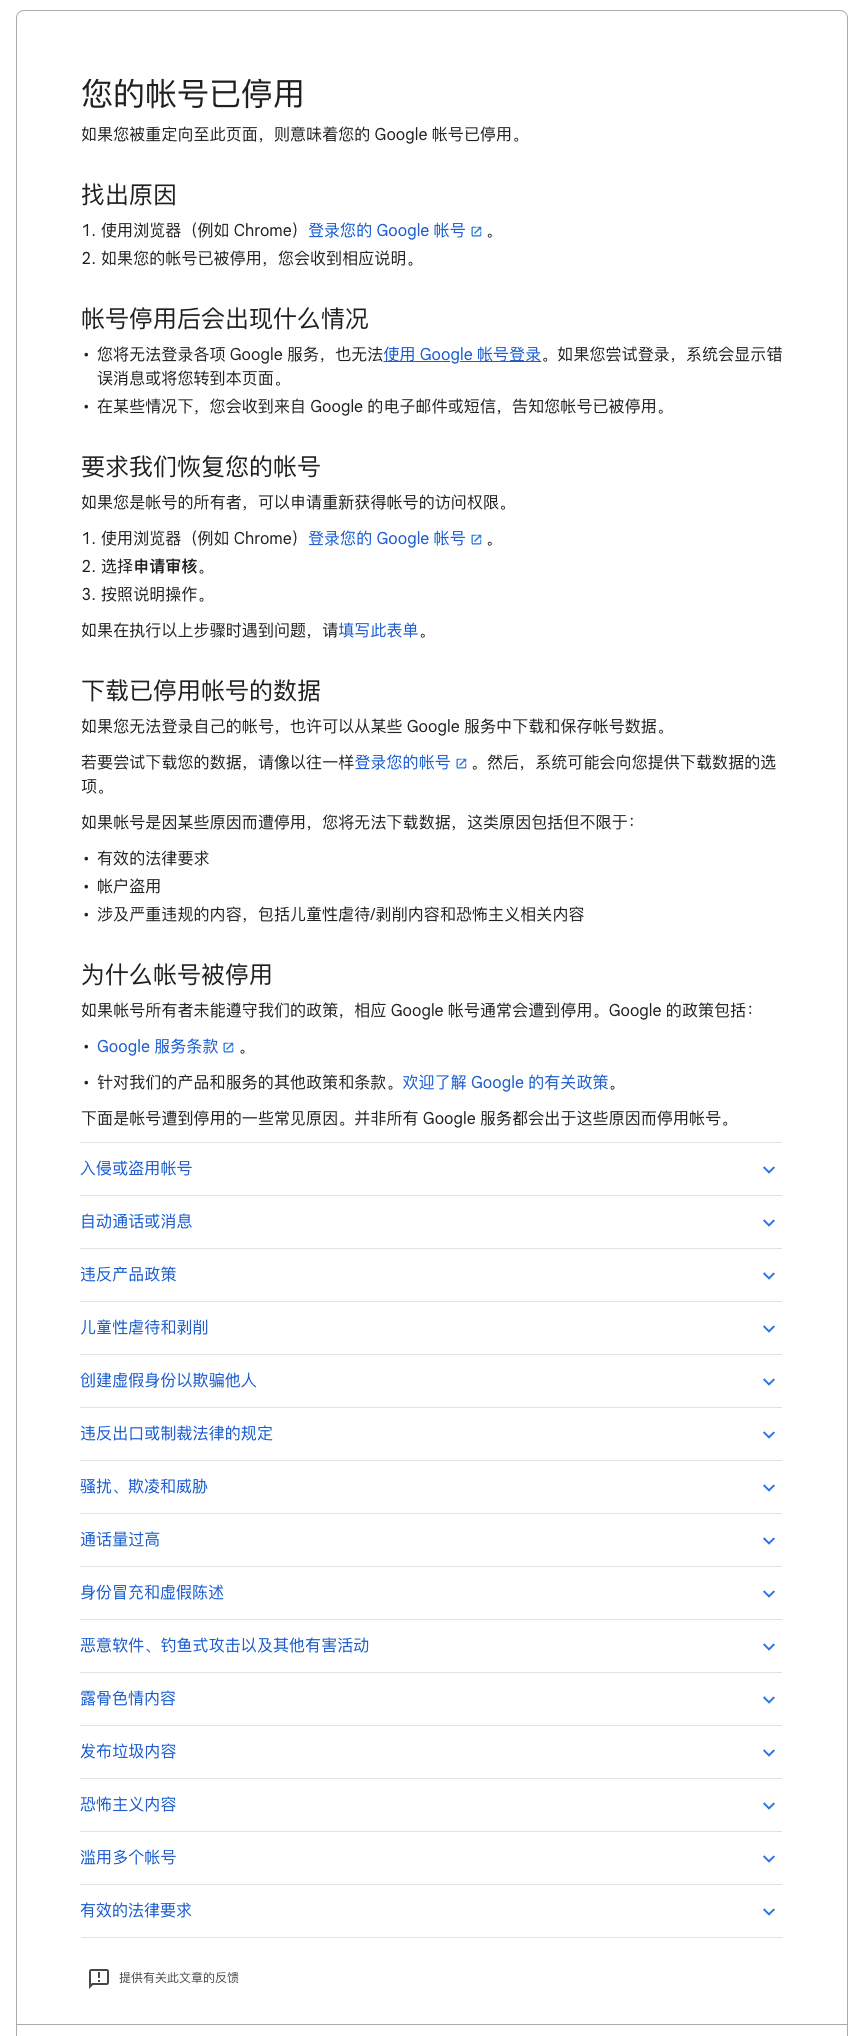 您的帐号已停用
如果您被重定向至此页面，则意味着您的 Google 帐号已停用。
找出原因
1. 使用浏览器（例如 Chrome）登录您的 Google 帐号 。
2. 如果您的帐号已被停用，您会收到相应说明。
帐号停用后会出现什么情况
• 您将无法登录各项 Google 服务，也无法使用 Google 帐号登录。如果您尝试登录，系统会显示错
误消息或将您转到本页面。
• 在某些情况下，您会收到来自 Google 的电子邮件或短信，告知您帐号已被停用。
要求我们恢复您的帐号
如果您是帐号的所有者，可以申请重新获得帐号的访问权限。
1. 使用浏览器（例如 Chrome）登录您的 Google 帐号 。
2. 选择申请审核。
3. 按照说明操作。
如果在执行以上步骤时遇到问题，请填写此表单。
下载已停用帐号的数据
如果您无法登录自己的帐号，也许可以从某些 Google 服务中下载和保存帐号数据。
若要尝试下载您的数据，请像以往一样登录您的帐号 。然后，系统可能会向您提供下载数据的选
项。
如果帐号是因某些原因而遭停用，您将无法下载数据，这类原因包括但不限于：
• 有效的法律要求
• 帐户盗用
• 涉及严重违规的内容，包括儿童性虐待/剥削内容和恐怖主义相关内容
为什么帐号被停用
如果帐号所有者未能遵守我们的政策，相应 Google 帐号通常会遭到停用。Google 的政策包括：
• Google 服务条款 。
• 针对我们的产品和服务的其他政策和条款。欢迎了解 Google 的有关政策。
下面是帐号遭到停用的一些常见原因。并非所有 Google 服务都会出于这些原因而停用帐号。
入侵或盗用帐号
自动通话或消息
违反产品政策
儿童性虐待和剥削
创建虚假身份以欺骗他人
违反出口或制裁法律的规定
骚扰、欺凌和威胁
通话量过高
身份冒充和虚假陈述
恶意软件、钓鱼式攻击以及其他有害活动
露骨色情内容
发布垃圾内容
恐怖主义内容
滥用多个帐号
有效的法律要求
提供有关此文章的反馈